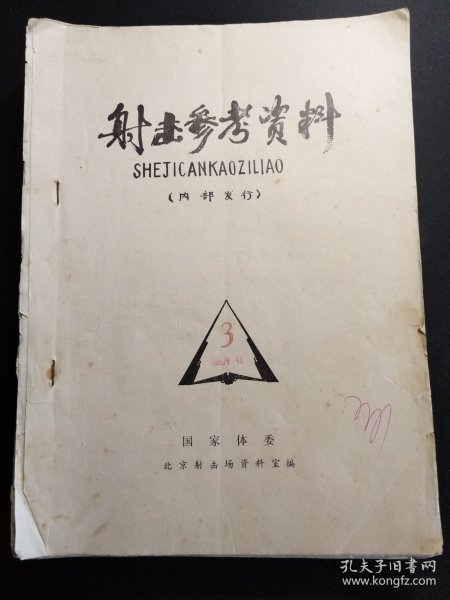 射击参考资料
SHEJICANKAOZILIAO
(内部发行)
3
国家体委
北京射击场资料室编
孔夫子旧书网
www.kongfz.com